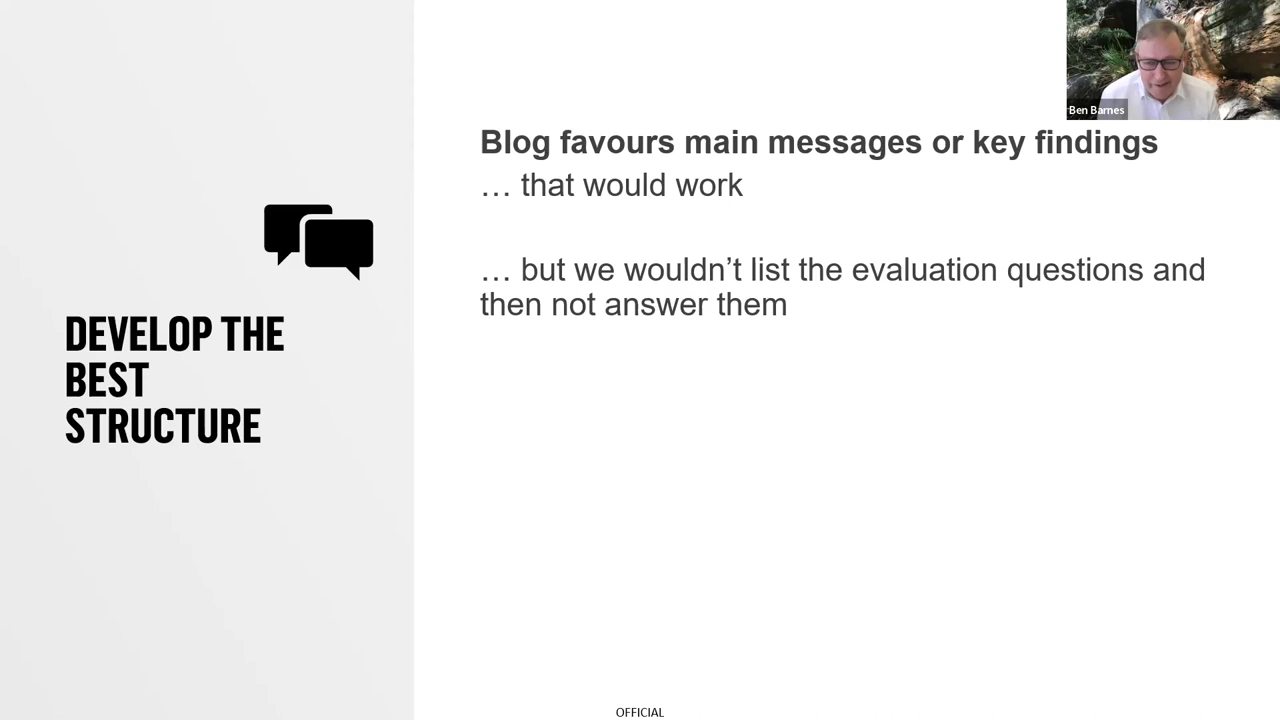 Ben Barnes
Blog favours main messages or key findings
… that would work
… but we wouldn’t list the evaluation questions and
then not answer them
DEVELOP THE
BEST
STRUCTURE
OFFICIAL